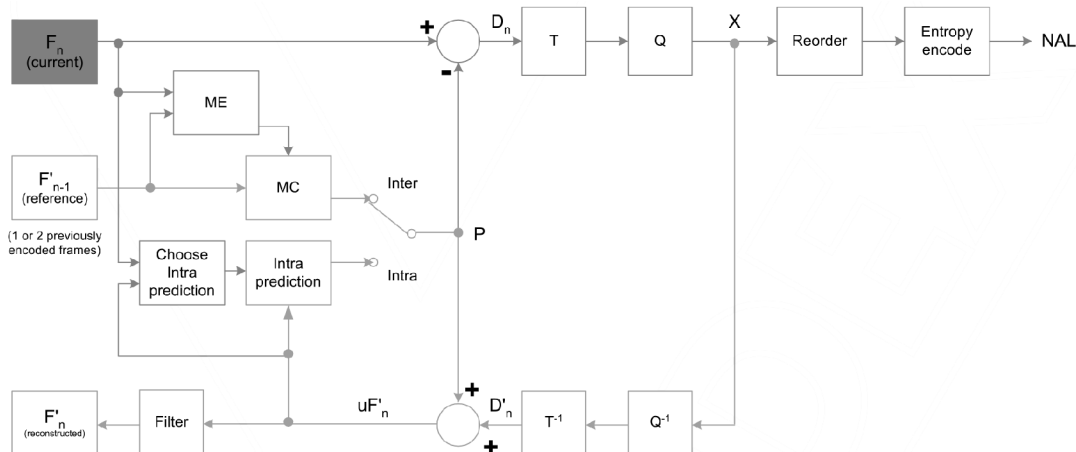 Fn
(current)
+
-
Dn
T
Q
X
Reorder
Entropy
encode
NAL
ME
F'n-1
(reference)
(1 or 2 previously
encoded frames)
MC
Inter
P
Choose
Intra
prediction
Intra
prediction
Intra
F'n
(reconstructed)
Filter
uF'n
+
+
D'n
T-1
Q-1